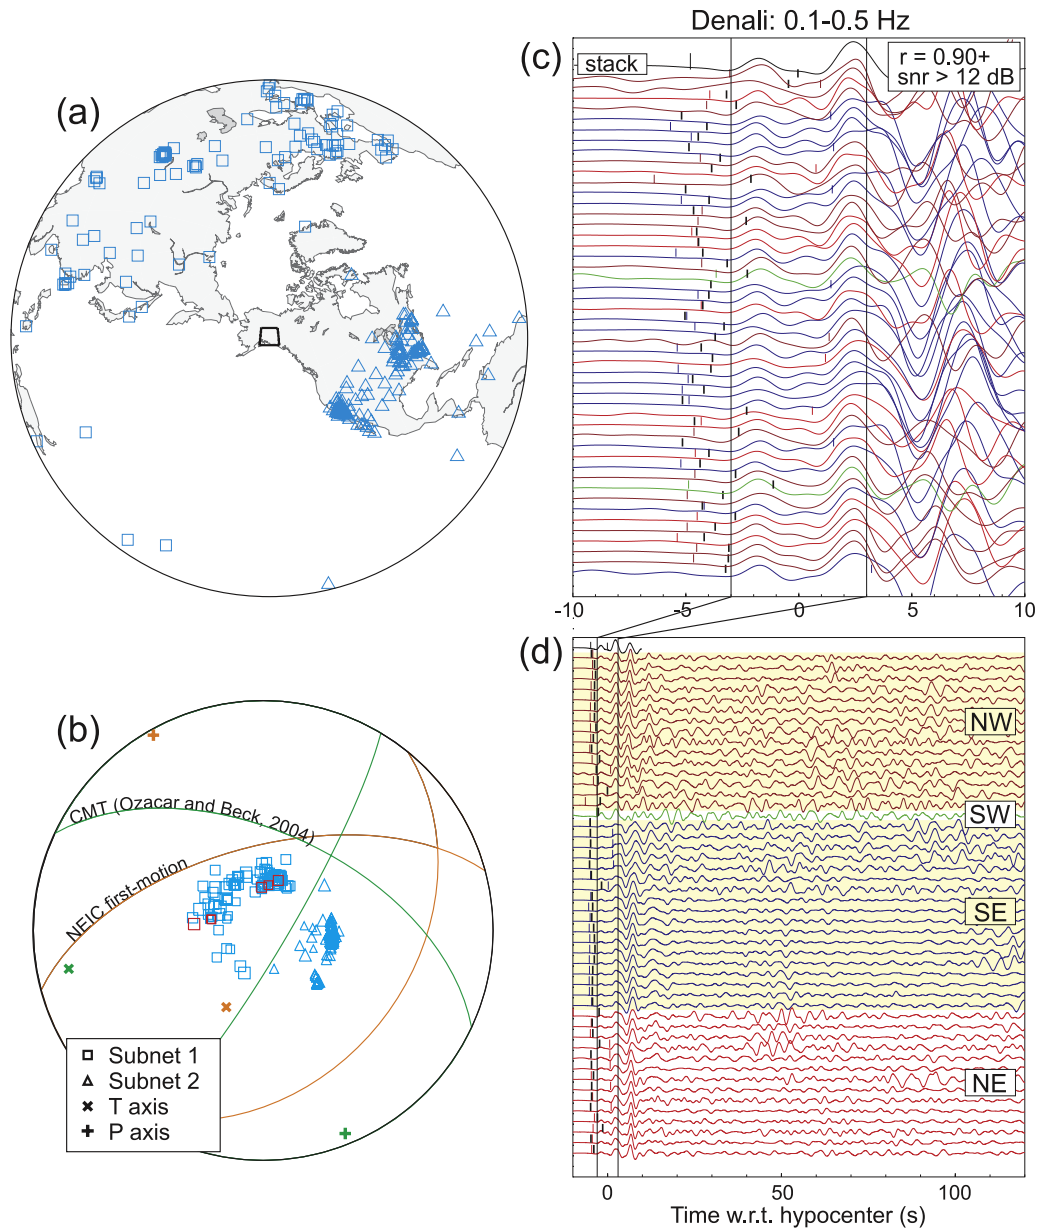 Denali: 0.1-0.5 Hz
(a)
(c)
stack
r = 0.90+
snr > 12 dB
-10
-5
0
5
10
(b)
CMT (Ozacar and Beck, 2004)
NEIC first-motion
Subnet 1
Subnet 2
T axis
P axis
(d)
NW
SW
SE
NE
0
50
100
Time w.r.t. hypocenter (s)